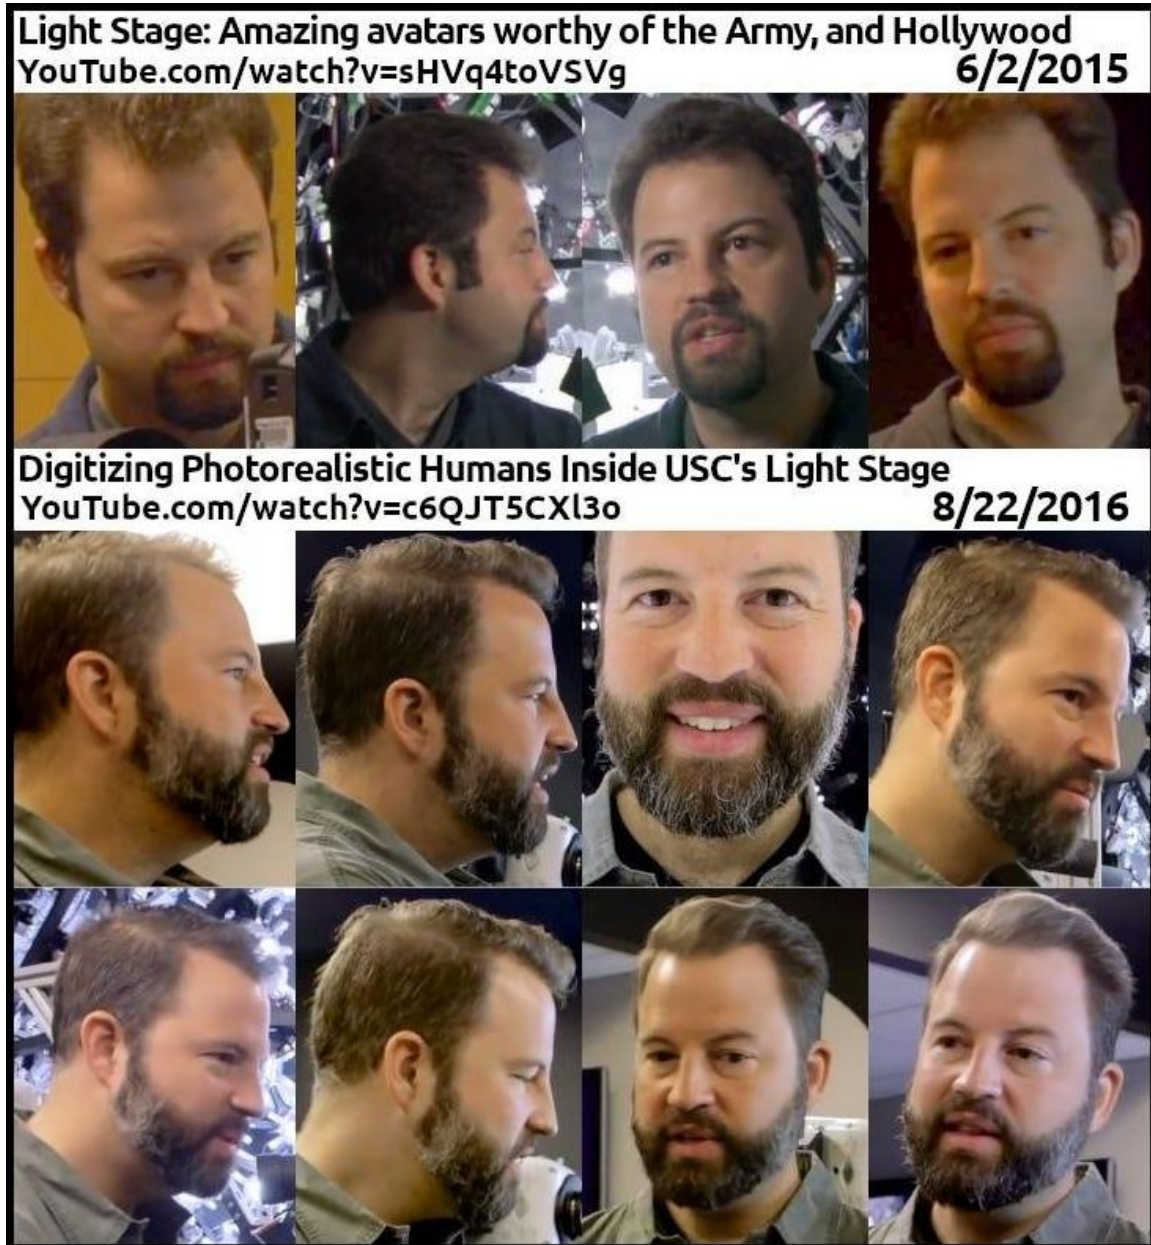 Light Stage: Amazing avatars worthy of the Army, and Hollywood
YouTube.com/watch?v=sHVq4toVSVg 6/2/2015
Digitizing Photorealistic Humans Inside USC's Light Stage
YouTube.com/watch?v=c6QJT5CXl3o 8/22/2016